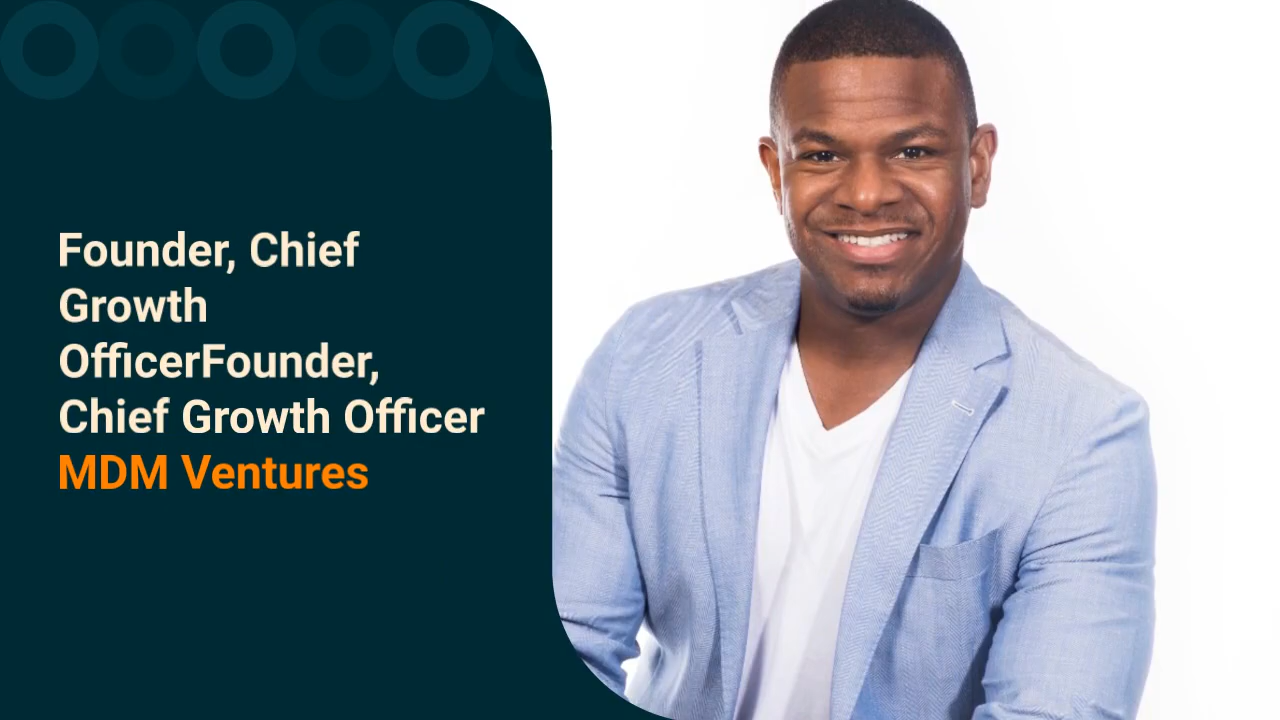 Founder, Chief
Growth
OfficerFounder,
Chief Growth Officer
MDM Ventures